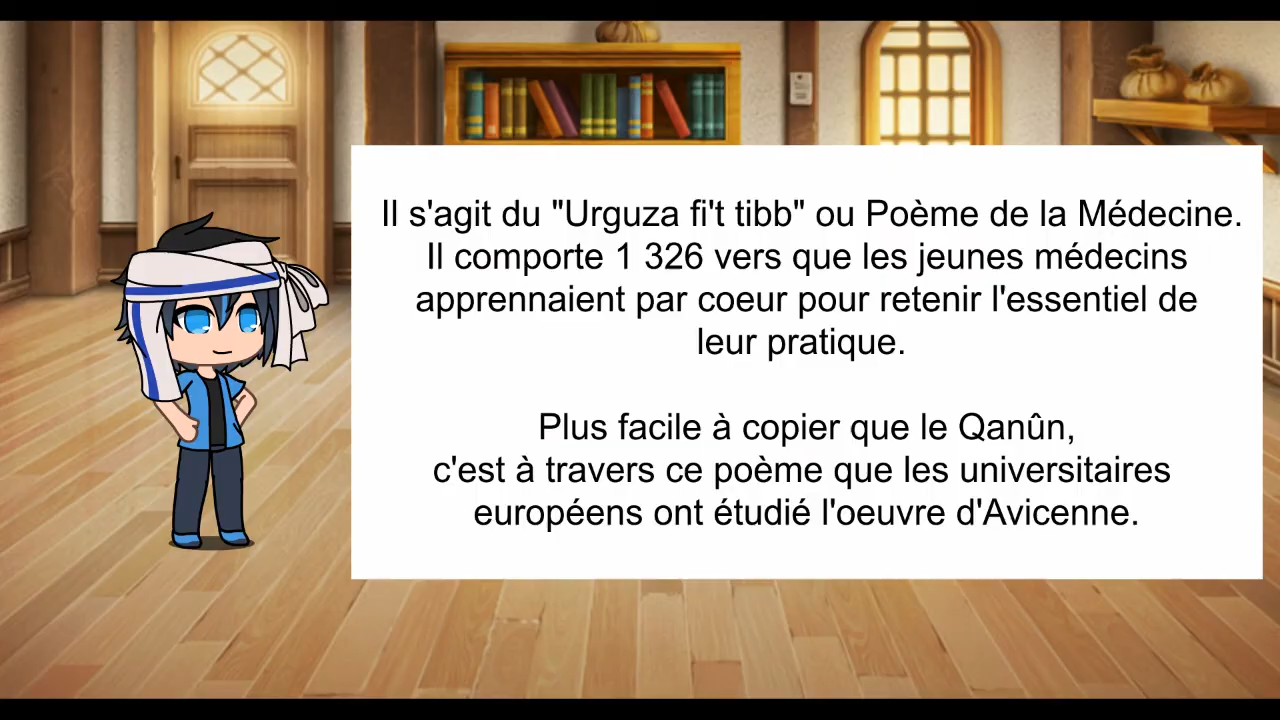 Il s'agit du "Urguza fi't tibb" ou Poème de la Médecine.
Il comporte 1 326 vers que les jeunes médecins
apprennaient par coeur pour retenir l'essentiel de
leur pratique.
Plus facile à copier que le Qanûn,
c'est à travers ce poème que les universitaires
européens ont étudié l'oeuvre d'Avicenne.